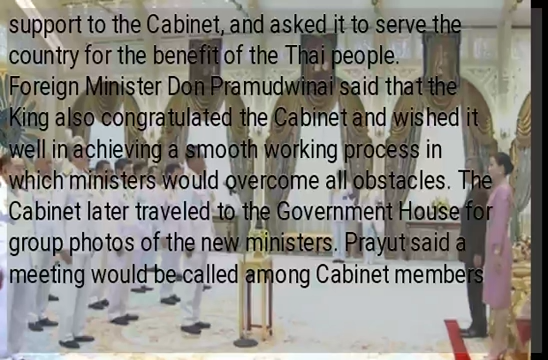 support to the Cabinet, and asked it to serve the
country for the benefit of the Thai people.
Foreign Minister Don Pramudwinai said that the
King also congratulated the Cabinet and wished it
well in achieving a smooth working process in
which ministers would overcome all obstacles. The
Cabinet later traveled to the Government House for
group photos of the new ministers. Prayut said a
meeting would be called among Cabinet members